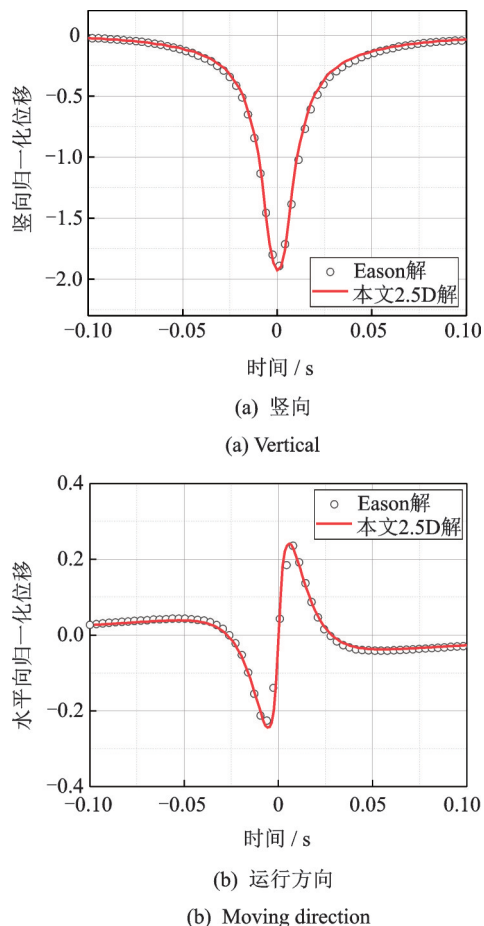 0
−0.5
−1.0
−1.5
−2.0
竖向归一化位移
Eason解
本文2.5D解
−0.10
−0.05
0
0.05
0.10
时间 / s
(a) 竖向
(a) Vertical
0.4
0.2
0.0
−0.2
−0.4
水平向归一化位移
Eason解
本文2.5D解
−0.10
−0.05
0
0.05
0.10
时间 / s
(b) 运行方向
(b) Moving direction